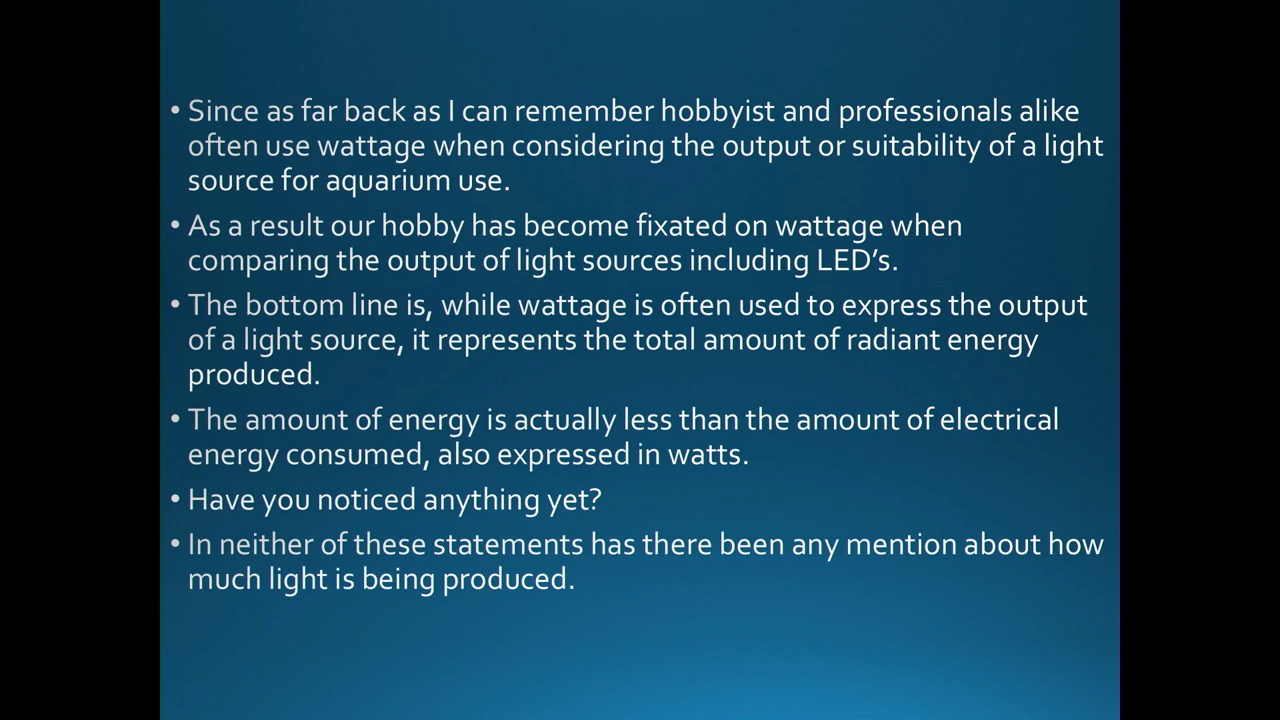 • Since as far back as I can remember hobbyist and professionals alike
often use wattage when considering the output or suitability of a light
source for aquarium use.
• As a result our hobby has become fixated on wattage when
comparing the output of light sources including LED’s.
• The bottom line is, while wattage is often used to express the output
of a light source, it represents the total amount of radiant energy
produced.
• The amount of energy is actually less than the amount of electrical
energy consumed, also expressed in watts.
• Have you noticed anything yet?
• In neither of these statements has there been any mention about how
much light is being produced.